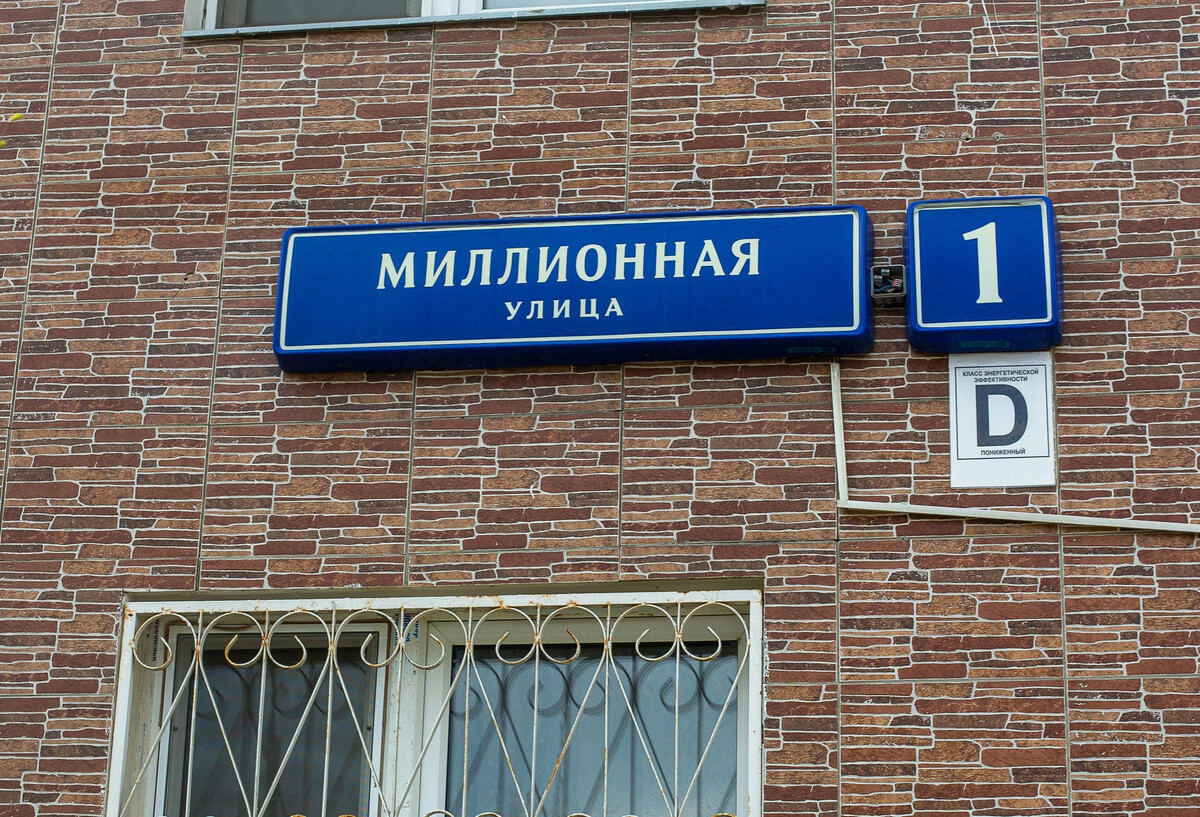 МИЛЛИОННАЯ
УЛИЦА
1
КЛАСС ЭНЕРГЕТИЧЕСКОЙ
ЭФФЕКТИВНОСТИ
D
ПОНИЖЕННЫЙ